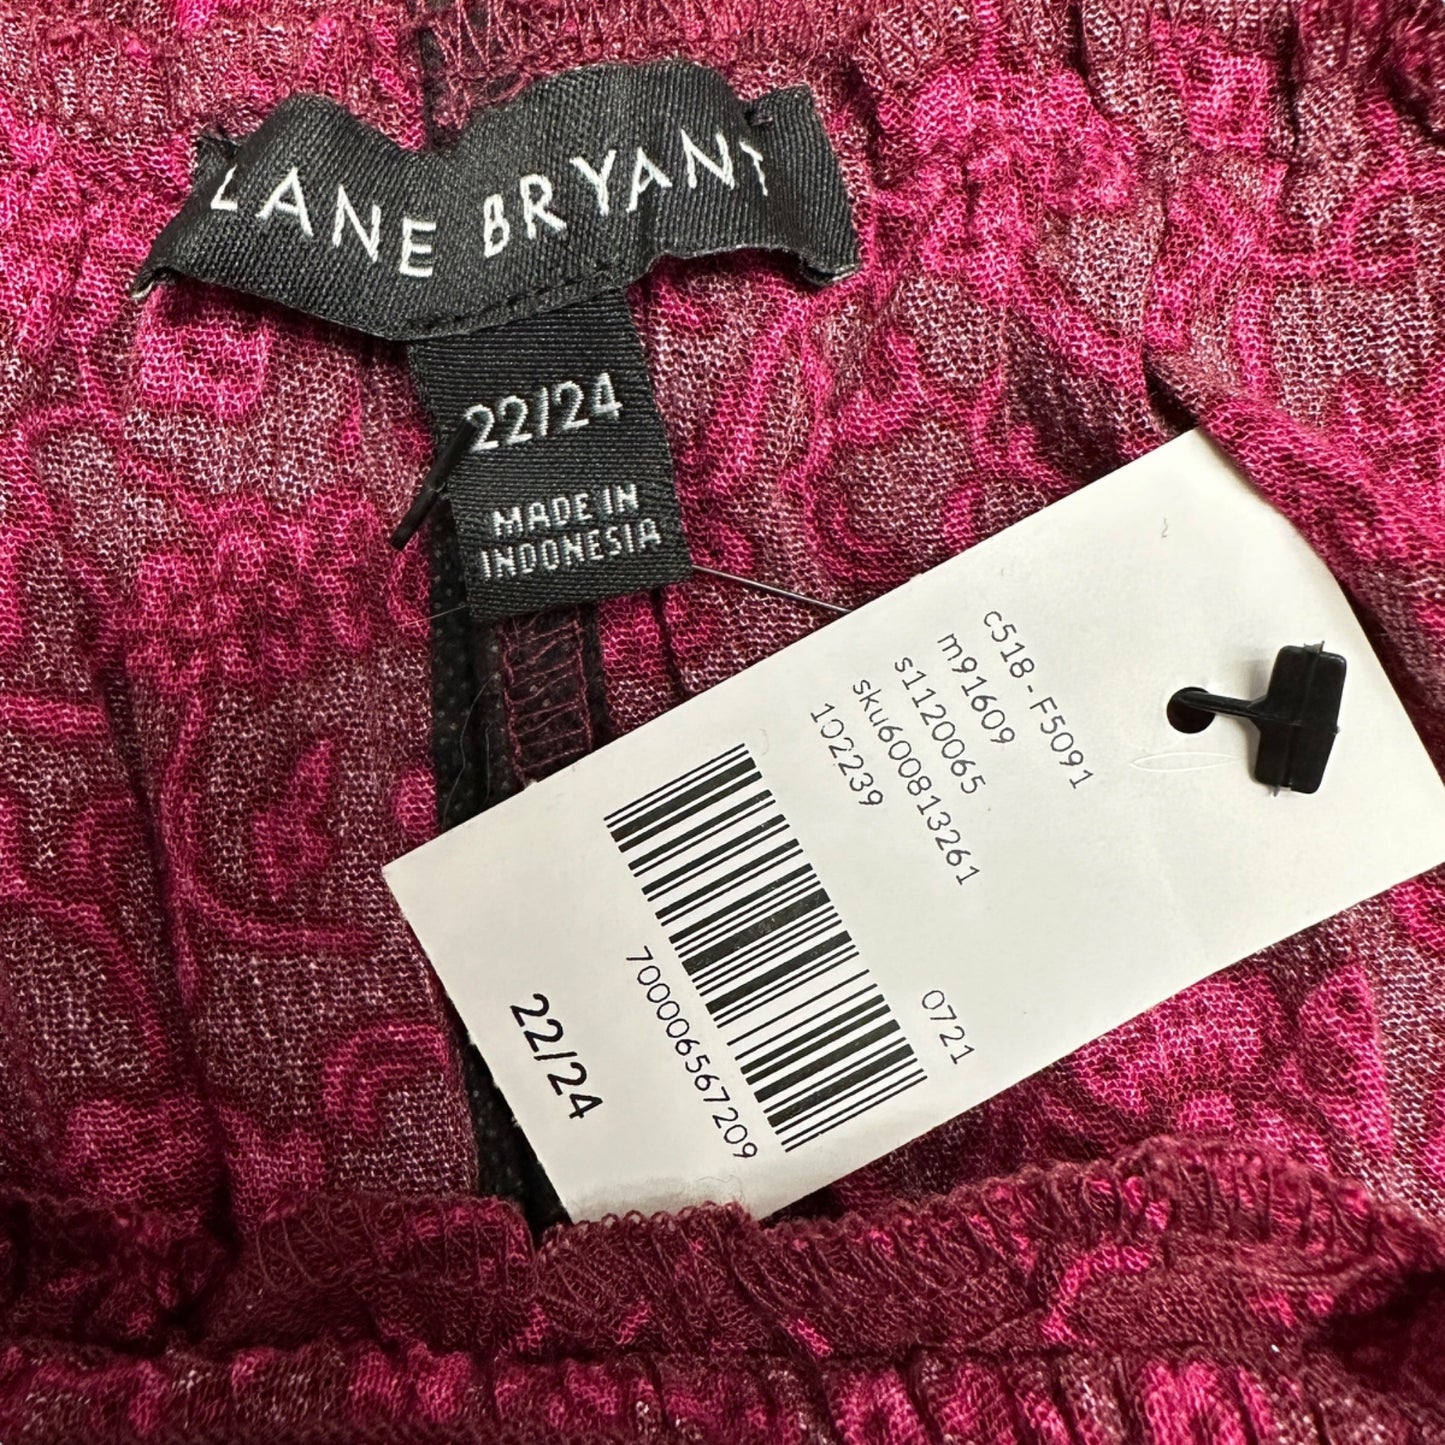 LANE BRYANT
22/24
MADE IN
INDONESIA
c518-F5091
m91609
s1120065
sku600813261
102239
0721
700006567209
22/24